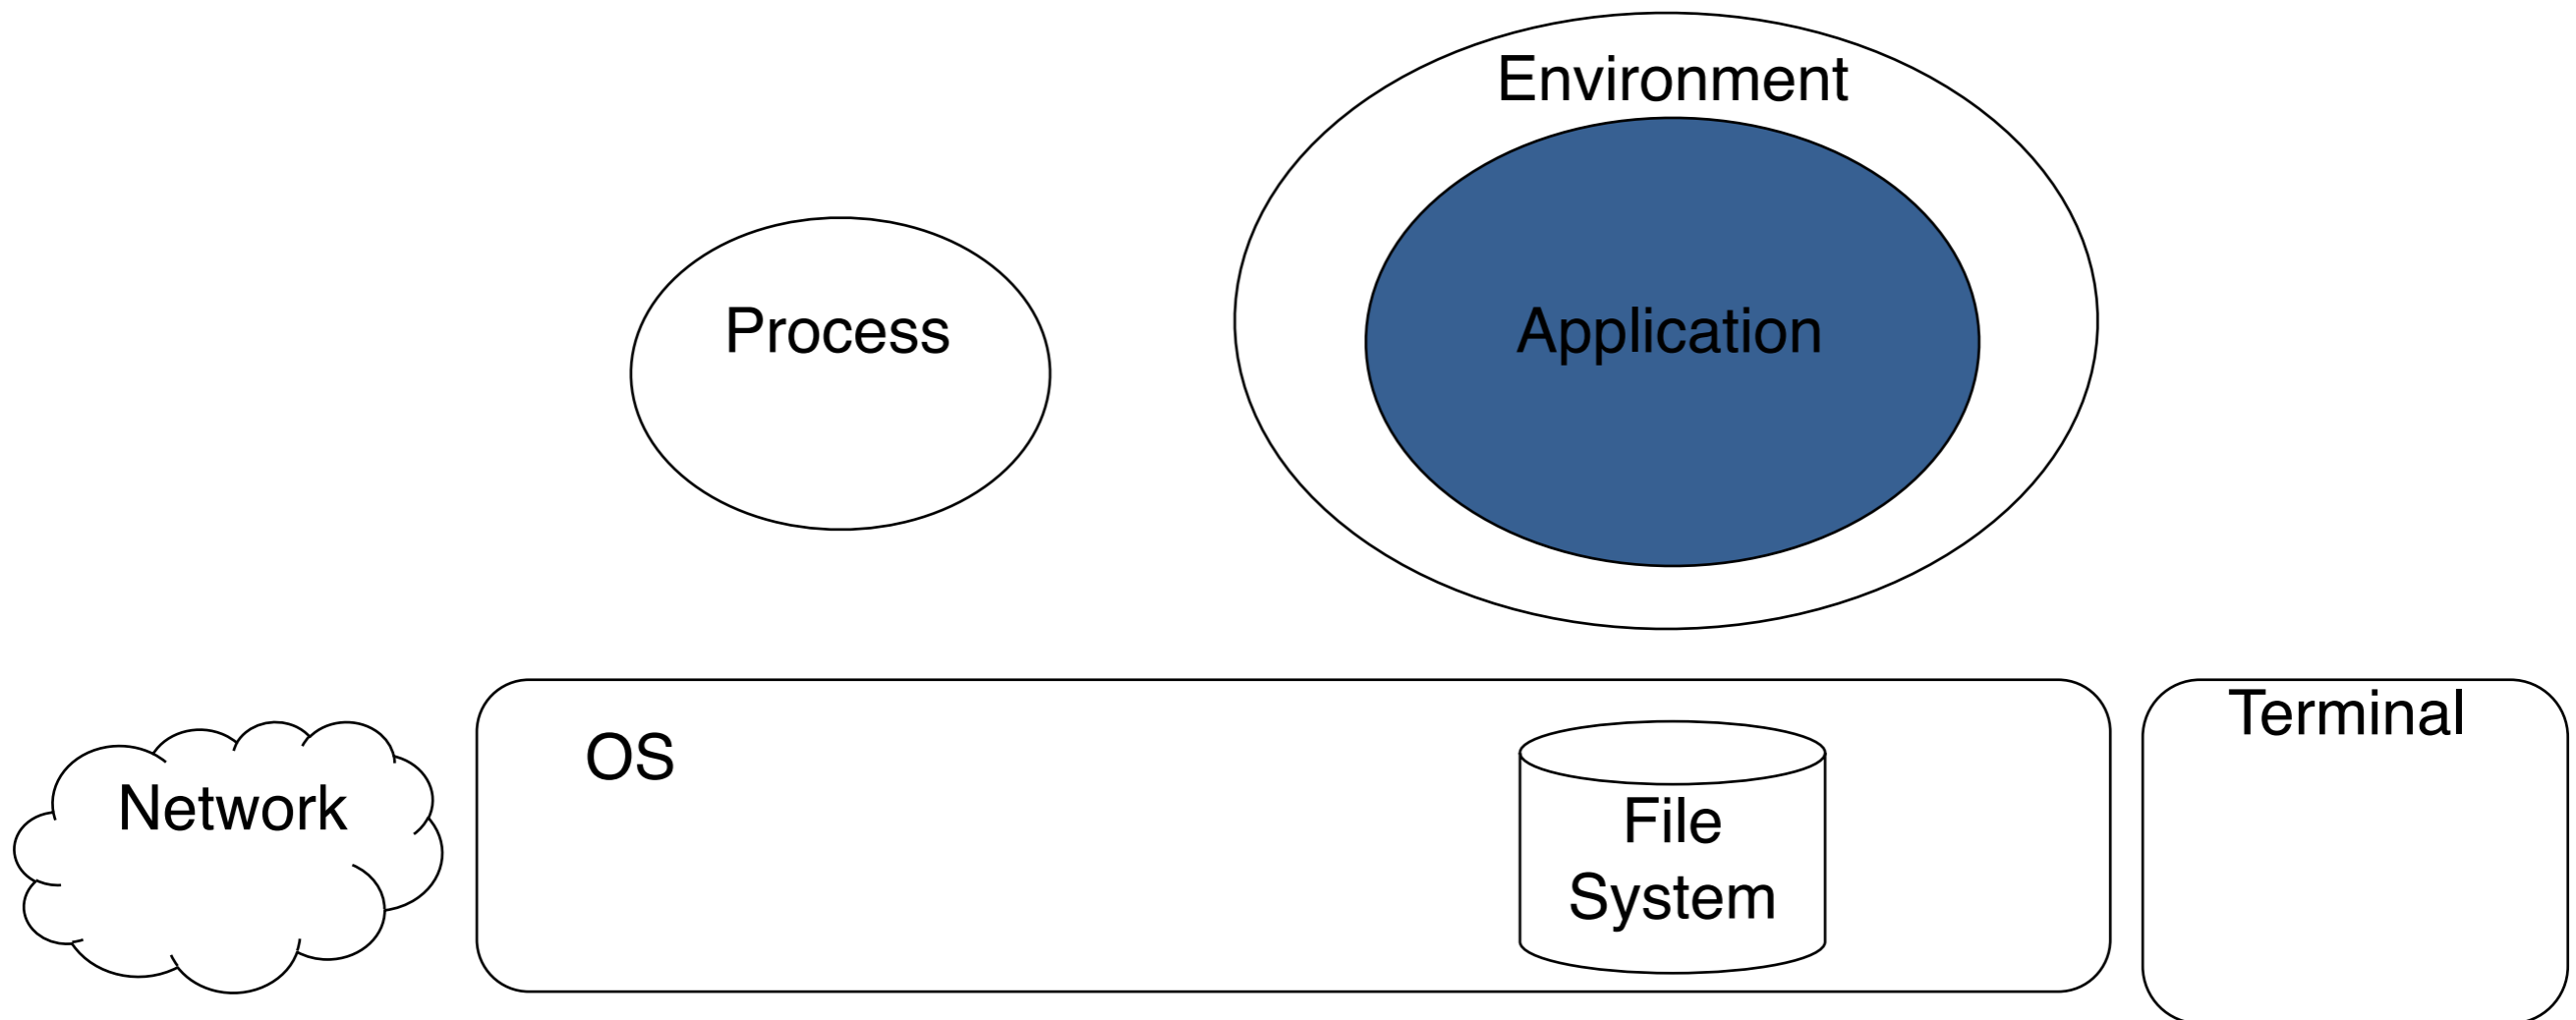 Environment
Process
Application
Terminal
OS
Network
File
System